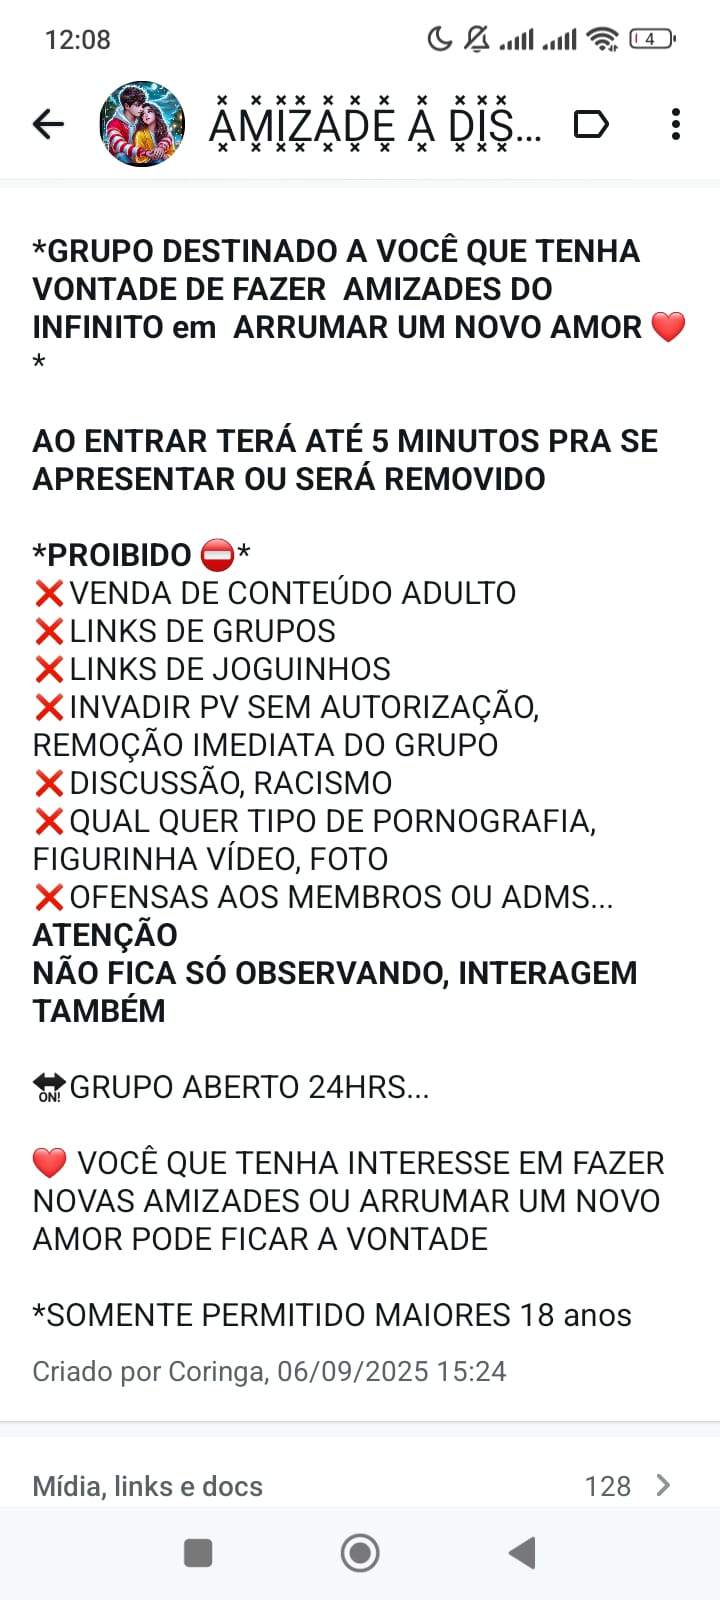 12:08
4
AMIZADE A DIS...
*GRUPO DESTINADO A VOCÊ QUE TENHA
VONTADE DE FAZER  AMIZADES DO
INFINITO em  ARRUMAR UM NOVO AMOR ❤️
*
AO ENTRAR TERÁ ATÉ 5 MINUTOS PRA SE
APRESENTAR OU SERÁ REMOVIDO
*PROIBIDO ⛔*
❌VENDA DE CONTEÚDO ADULTO
❌LINKS DE GRUPOS
❌LINKS DE JOGUINHOS
❌INVADIR PV SEM AUTORIZAÇÃO,
REMOÇÃO IMEDIATA DO GRUPO
❌DISCUSSÃO, RACISMO
❌QUAL QUER TIPO DE PORNOGRAFIA,
FIGURINHA VÍDEO, FOTO
❌OFENSAS AOS MEMBROS OU ADMS...
ATENÇÃO
NÃO FICA SÓ OBSERVANDO, INTERAGEM
TAMBÉM
🔛GRUPO ABERTO 24HRS...
❤️ VOCÊ QUE TENHA INTERESSE EM FAZER
NOVAS AMIZADES OU ARRUMAR UM NOVO
AMOR PODE FICAR A VONTADE
*SOMENTE PERMITIDO MAIORES 18 anos
Criado por Coringa, 06/09/2025 15:24
Mídia, links e docs 128